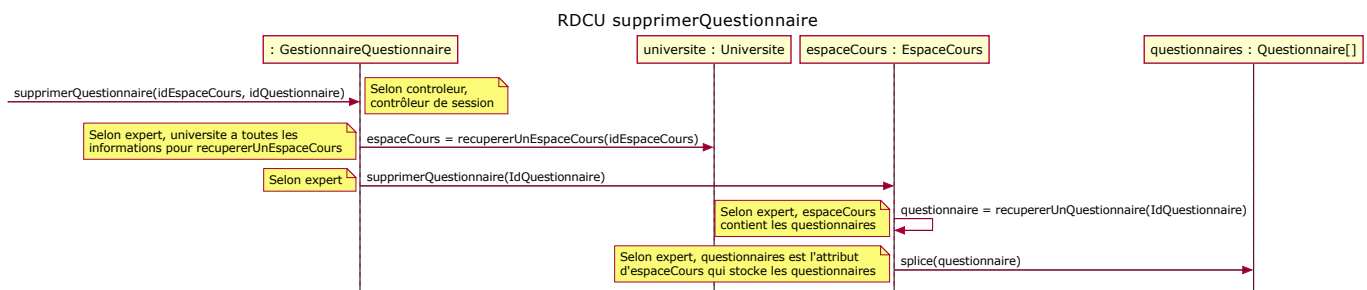 RDCU supprimerQuestionnaire
: GestionnaireQuestionnaire
universite : Universite
espaceCours : EspaceCours
questionnaires : Questionnaire[]
supprimerQuestionnaire(idEspaceCours, idQuestionnaire)
Selon controleur,
contrôleur de session
Selon expert, universite a toutes les
informations pour recupererUnEspaceCours
espaceCours = recupererUnEspaceCours(idEspaceCours)
Selon expert
supprimerQuestionnaire(IdQuestionnaire)
Selon expert, espaceCours
contient les questionnaires
questionnaire = recupererUnQuestionnaire(IdQuestionnaire)
Selon expert, questionnaires est l'attribut
d'espaceCours qui stocke les questionnaires
splice(questionnaire)